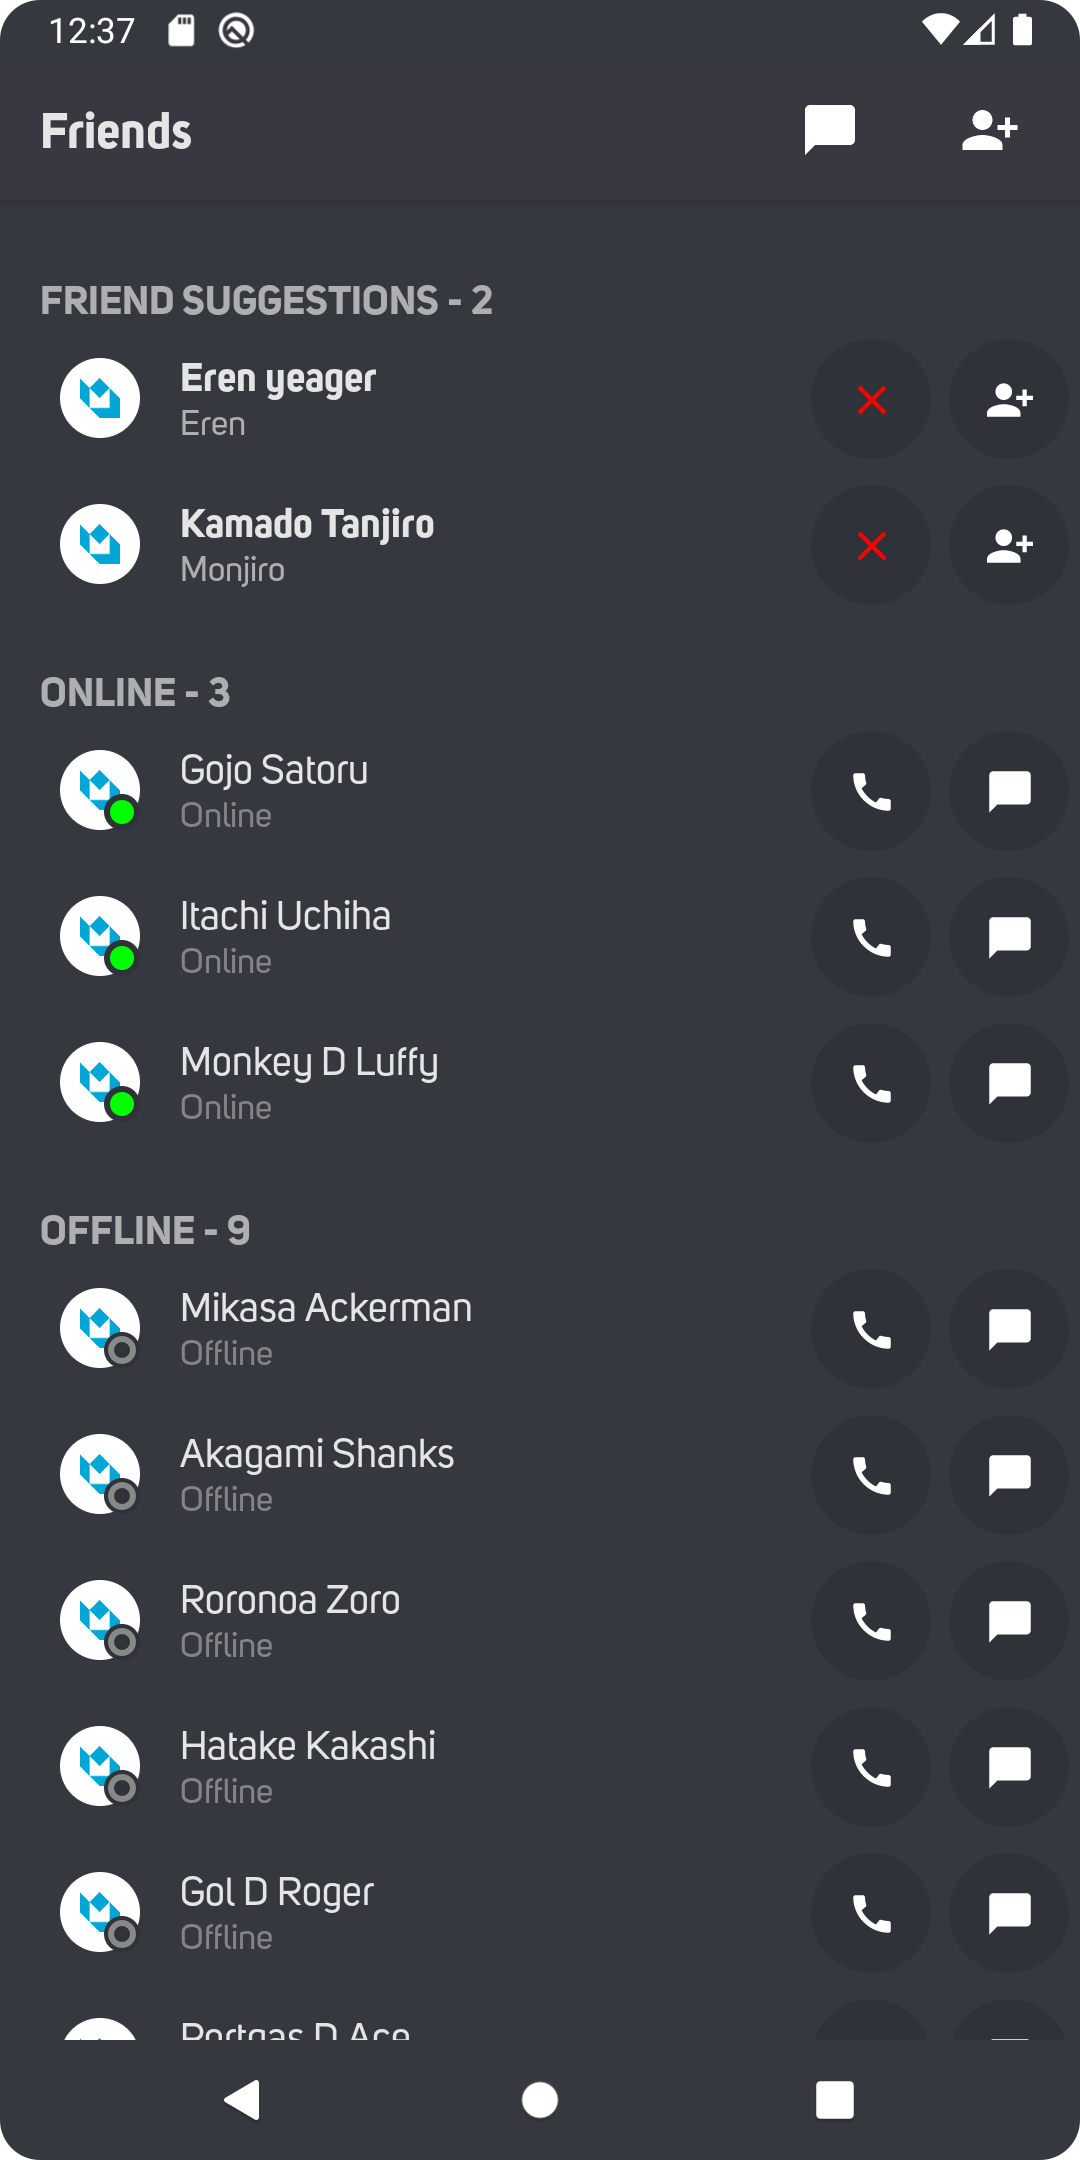 12:37
Friends
FRIEND SUGGESTIONS - 2
Eren yeager
Eren
Kamado Tanjiro
Monjiro
ONLINE - 3
Gojo Satoru
Online
Itachi Uchiha
Online
Monkey D Luffy
Online
OFFLINE - 9
Mikasa Ackerman
Offline
Akagami Shanks
Offline
Roronoa Zoro
Offline
Hatake Kakashi
Offline
Gol D Roger
Offline
Portgas D Ace